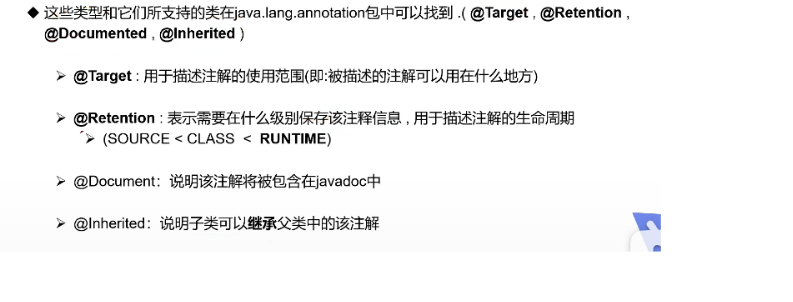 ◆ 这些类型和它们所支持的类在java.lang.annotation包中可以找到 .( @Target , @Retention ,
@Documented , @Inherited )
➢ @Target : 用于描述注解的使用范围(即:被描述的注解可以用在什么地方)
➢ @Retention : 表示需要在什么级别保存该注释信息 , 用于描述注解的生命周期
➢ (SOURCE < CLASS < RUNTIME)
➢ @Document：说明该注解将被包含在javadoc中
➢ @Inherited：说明子类可以继承父类中的该注解